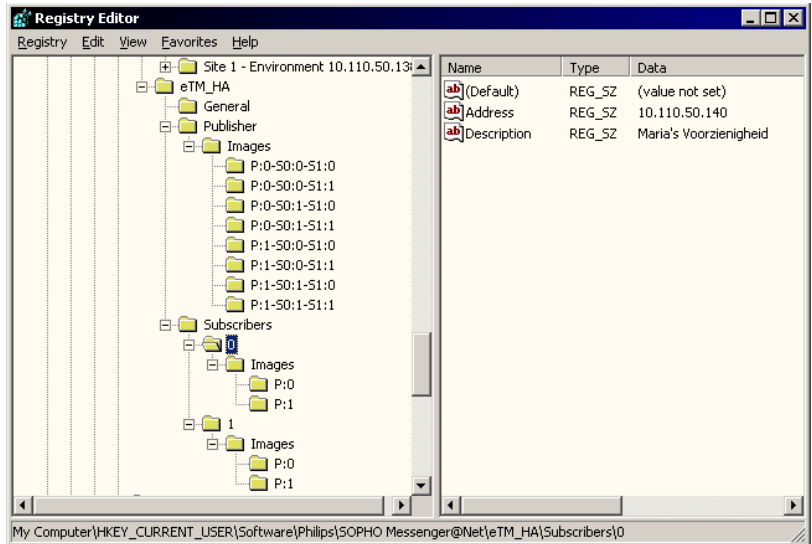 Registry Editor
Registry Edit View Favorites Help
Site 1 - Environment 10.110.50.13
eTM_HA
General
Publisher
Images
P:0-S0:0-S1:0
P:0-S0:0-S1:1
P:0-S0:1-S1:0
P:0-S0:1-S1:1
P:1-S0:0-S1:0
P:1-S0:0-S1:1
P:1-S0:1-S1:0
P:1-S0:1-S1:1
Subscribers
0
Images
P:0
P:1
1
Images
P:0
P:1
Name Type Data
ab (Default) REG_SZ (value not set)
ab Address REG_SZ 10.110.50.140
ab Description REG_SZ Maria's Voorzienigheid
My Computer\HKEY_CURRENT_USER\Software\Philips\SOPHO Messenger@Net\eTM_HA\Subscribers\0